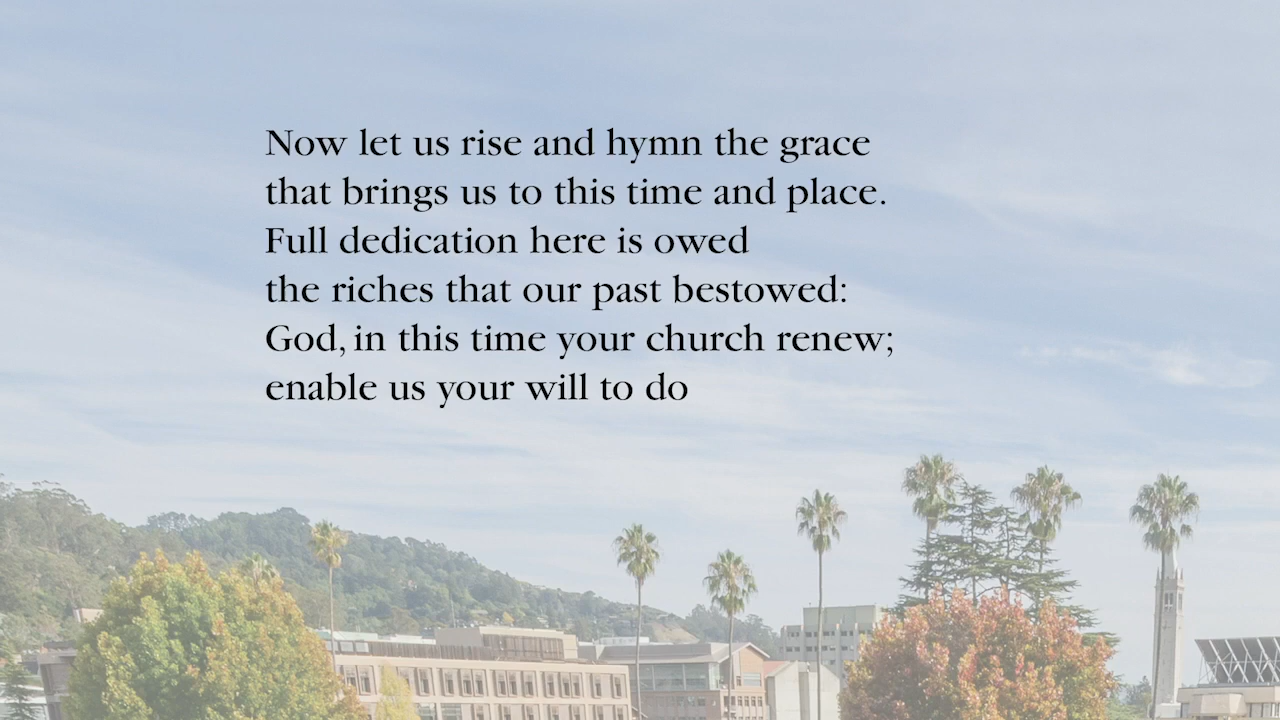 Now let us rise and hymn the grace
that brings us to this time and place.
Full dedication here is owed
the riches that our past bestowed:
God, in this time your church renew;
enable us your will to do